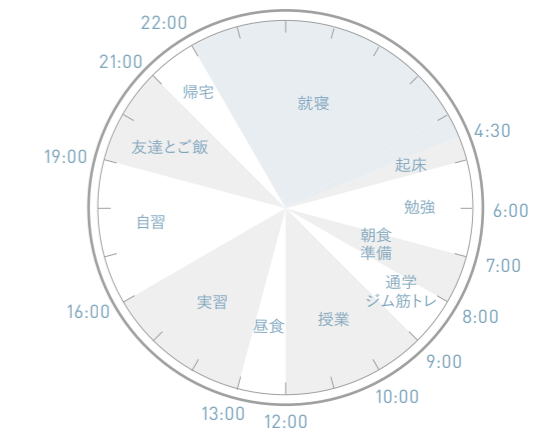 22:00
21:00
帰宅
就寝
4:30
友達とご飯
起床
19:00
勉強
6:00
自習
朝食
準備
7:00
通学
ジム筋トレ
実習
16:00
授業
8:00
昼食
9:00
10:00
13:00
12:00